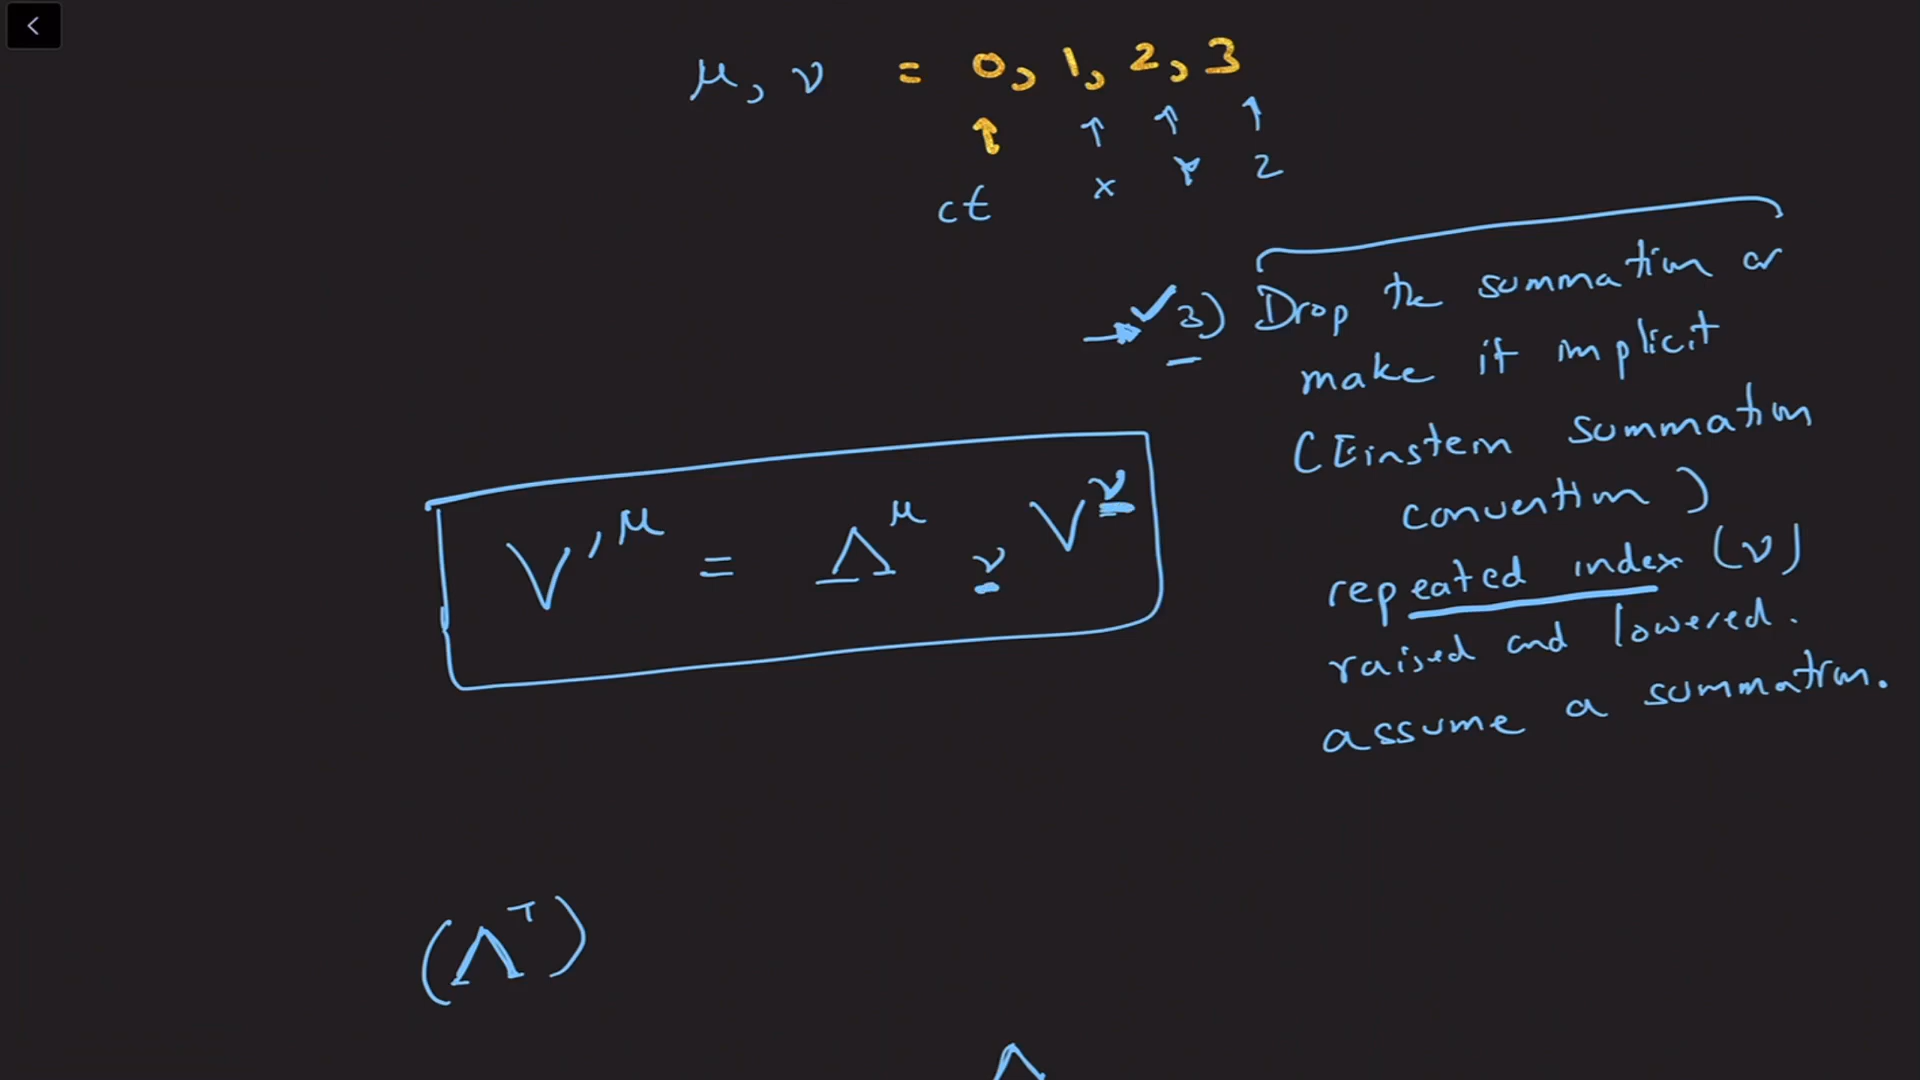 μ, ν = 0, 1, 2, 3
↑ ↑ ↑ ↑
ct x y z
3) Drop the summation or
make it implicit
(Einstein summation
convention)
V'^μ = Λ^μ_ν V^ν
repeated index (ν)
raised and lowered.
assume a summation.
(Λ^T)
Λ